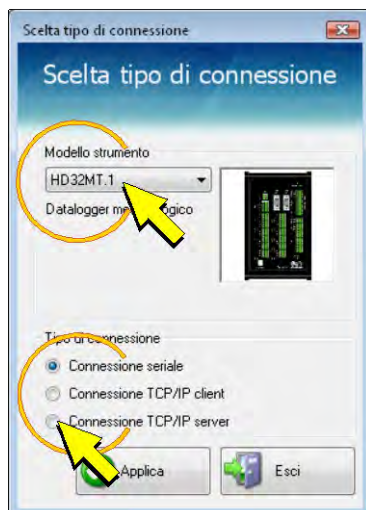 Scelta tipo di connessione
Scelta tipo di connessione
Modello strumento
HD32MT.1
Datalogger
Tipo di connessione
Connessione seriale
Connessione TCP/IP client
Connessione TCP/IP server
Applica
Esci